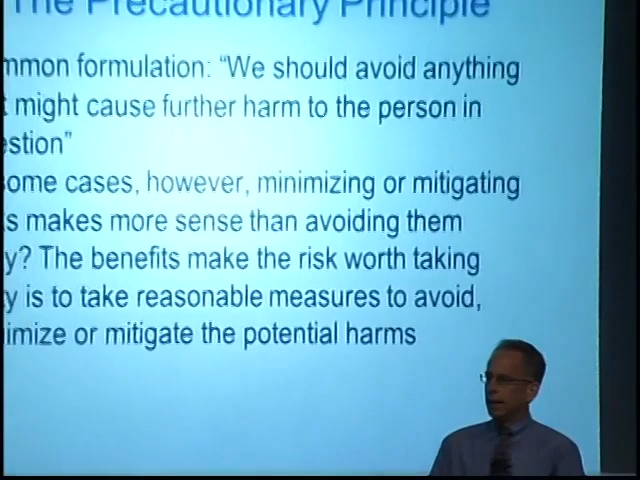 The Precautionary Principle
mmon formulation: “We should avoid anything
t might cause further harm to the person in
estion”
some cases, however, minimizing or mitigating
ks makes more sense than avoiding them
y? The benefits make the risk worth taking
y is to take reasonable measures to avoid,
imize or mitigate the potential harms